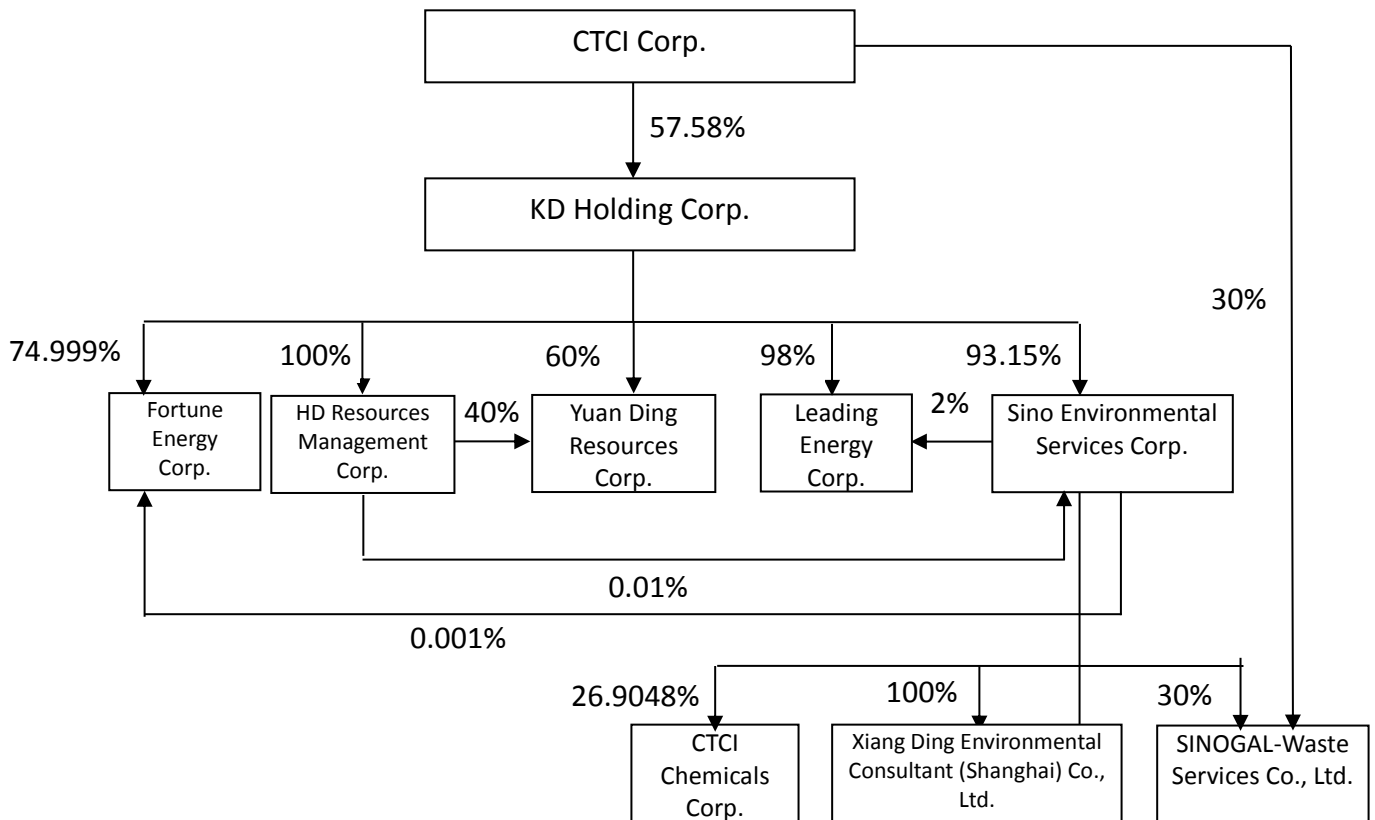 CTCI Corp.
57.58%
KD Holding Corp.
30%
74.999%
100%
60%
98%
93.15%
Fortune
Energy
Corp.
HD Resources
Management
Corp.
40%
Yuan Ding
Resources
Corp.
Leading
Energy
Corp.
2%
Sino Environmental
Services Corp.
0.01%
0.001%
26.9048%
100%
30%
CTCI
Chemicals
Corp.
Xiang Ding Environmental
Consultant (Shanghai) Co.,
Ltd.
SINOGAL-Waste
Services Co., Ltd.